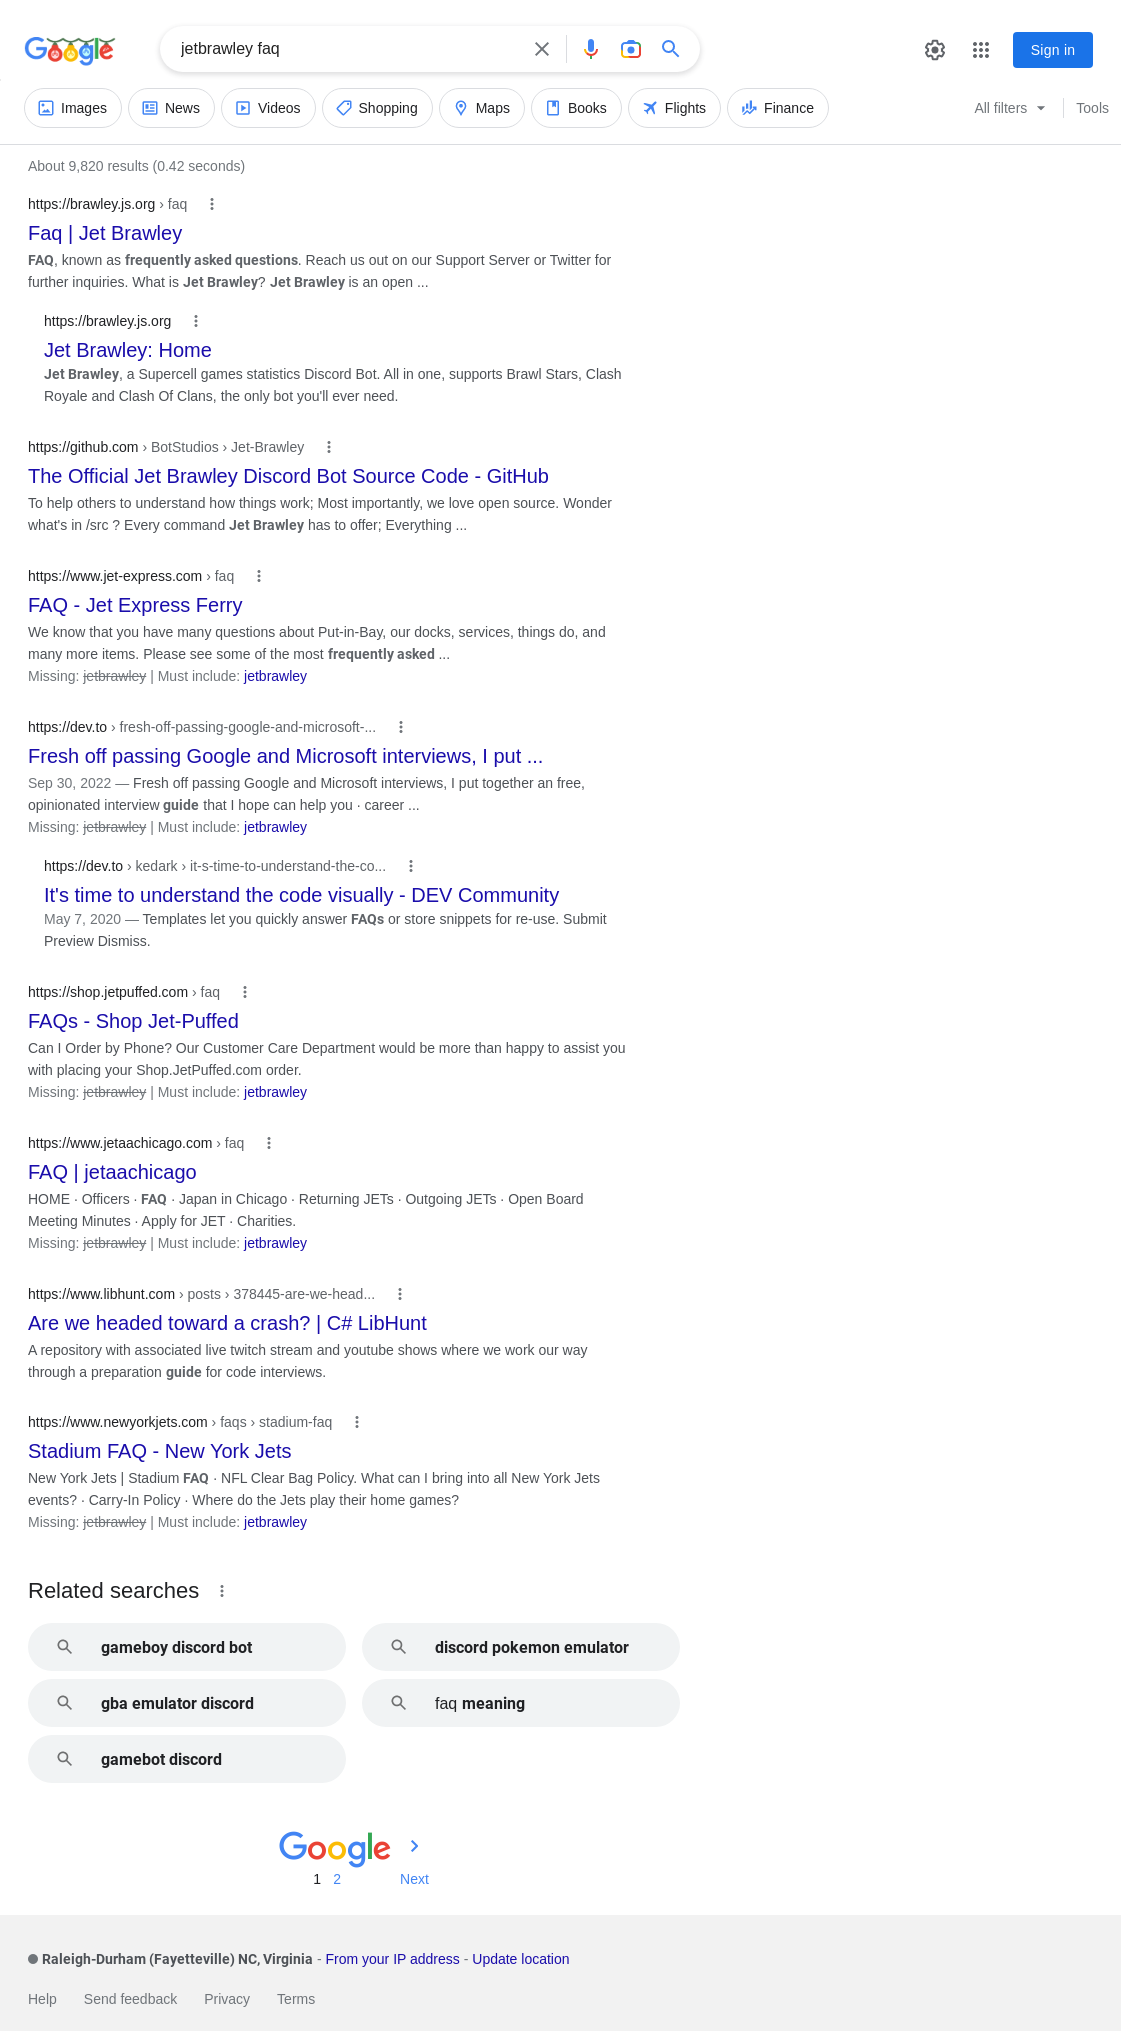 Google
jetbrawley faq
Sign in
Images News Videos Shopping Maps Books Flights Finance All filters Tools
About 9,820 results (0.42 seconds)
https://brawley.js.org › faq
Faq | Jet Brawley
FAQ, known as frequently asked questions. Reach us out on our Support Server or Twitter for
further inquiries. What is Jet Brawley? Jet Brawley is an open ...
https://brawley.js.org
Jet Brawley: Home
Jet Brawley, a Supercell games statistics Discord Bot. All in one, supports Brawl Stars, Clash
Royale and Clash Of Clans, the only bot you'll ever need.
https://github.com › BotStudios › Jet-Brawley
The Official Jet Brawley Discord Bot Source Code - GitHub
To help others to understand how things work; Most importantly, we love open source. Wonder
what's in /src ? Every command Jet Brawley has to offer; Everything ...
https://www.jet-express.com › faq
FAQ - Jet Express Ferry
We know that you have many questions about Put-in-Bay, our docks, services, things do, and
many more items. Please see some of the most frequently asked ...
Missing: jetbrawley | Must include: jetbrawley
https://dev.to › fresh-off-passing-google-and-microsoft-...
Fresh off passing Google and Microsoft interviews, I put ...
Sep 30, 2022 — Fresh off passing Google and Microsoft interviews, I put together an free,
opinionated interview guide that I hope can help you · career ...
Missing: jetbrawley | Must include: jetbrawley
https://dev.to › kedark › it-s-time-to-understand-the-co...
It's time to understand the code visually - DEV Community
May 7, 2020 — Templates let you quickly answer FAQs or store snippets for re-use. Submit
Preview Dismiss.
https://shop.jetpuffed.com › faq
FAQs - Shop Jet-Puffed
Can I Order by Phone? Our Customer Care Department would be more than happy to assist you
with placing your Shop.JetPuffed.com order.
Missing: jetbrawley | Must include: jetbrawley
https://www.jetaachicago.com › faq
FAQ | jetaachicago
HOME · Officers · FAQ · Japan in Chicago · Returning JETs · Outgoing JETs · Open Board
Meeting Minutes · Apply for JET · Charities.
Missing: jetbrawley | Must include: jetbrawley
https://www.libhunt.com › posts › 378445-are-we-head...
Are we headed toward a crash? | C# LibHunt
A repository with associated live twitch stream and youtube shows where we work our way
through a preparation guide for code interviews.
https://www.newyorkjets.com › faqs › stadium-faq
Stadium FAQ - New York Jets
New York Jets | Stadium FAQ · NFL Clear Bag Policy. What can I bring into all New York Jets
events? · Carry-In Policy · Where do the Jets play their home games?
Missing: jetbrawley | Must include: jetbrawley
Related searches
gameboy discord bot
discord pokemon emulator
gba emulator discord
faq meaning
gamebot discord
Google
1 2 Next
Raleigh-Durham (Fayetteville) NC, Virginia - From your IP address - Update location
Help Send feedback Privacy Terms